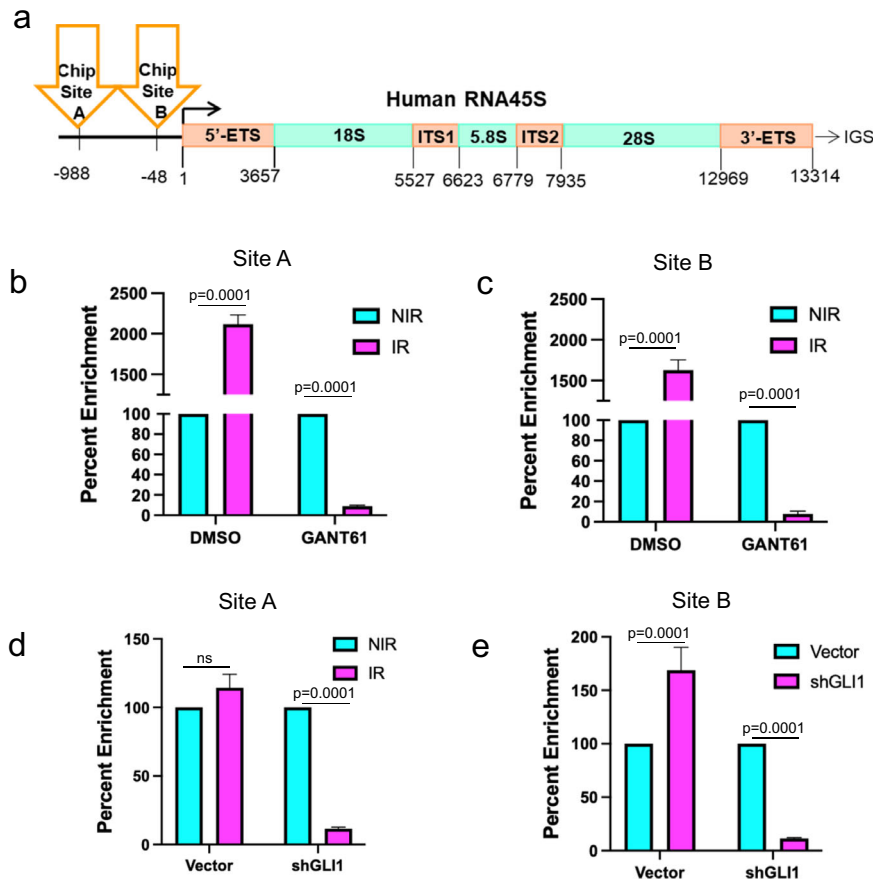 a
Chip
Site
A
Chip
Site
B
Human RNA45S
5'-ETS
18S
ITS1
5.8S
ITS2
28S
3'-ETS
IGS
-988
-48
1
3657
5527
6623
6779
7935
12969
13314
b
Site A
Percent Enrichment
2500
2000
1500
100
80
60
40
20
0
p=0.0001
p=0.0001
NIR
IR
DMSO
GANT61
c
Site B
Percent Enrichment
2500
2000
1500
100
80
60
40
20
0
p=0.0001
p=0.0001
NIR
IR
DMSO
GANT61
d
Site A
Percent Enrichment
150
100
50
0
ns
p=0.0001
NIR
IR
Vector
shGLI1
e
Site B
Percent Enrichment
200
150
100
50
0
p=0.0001
p=0.0001
Vector
shGLI1
Vector
shGLI1